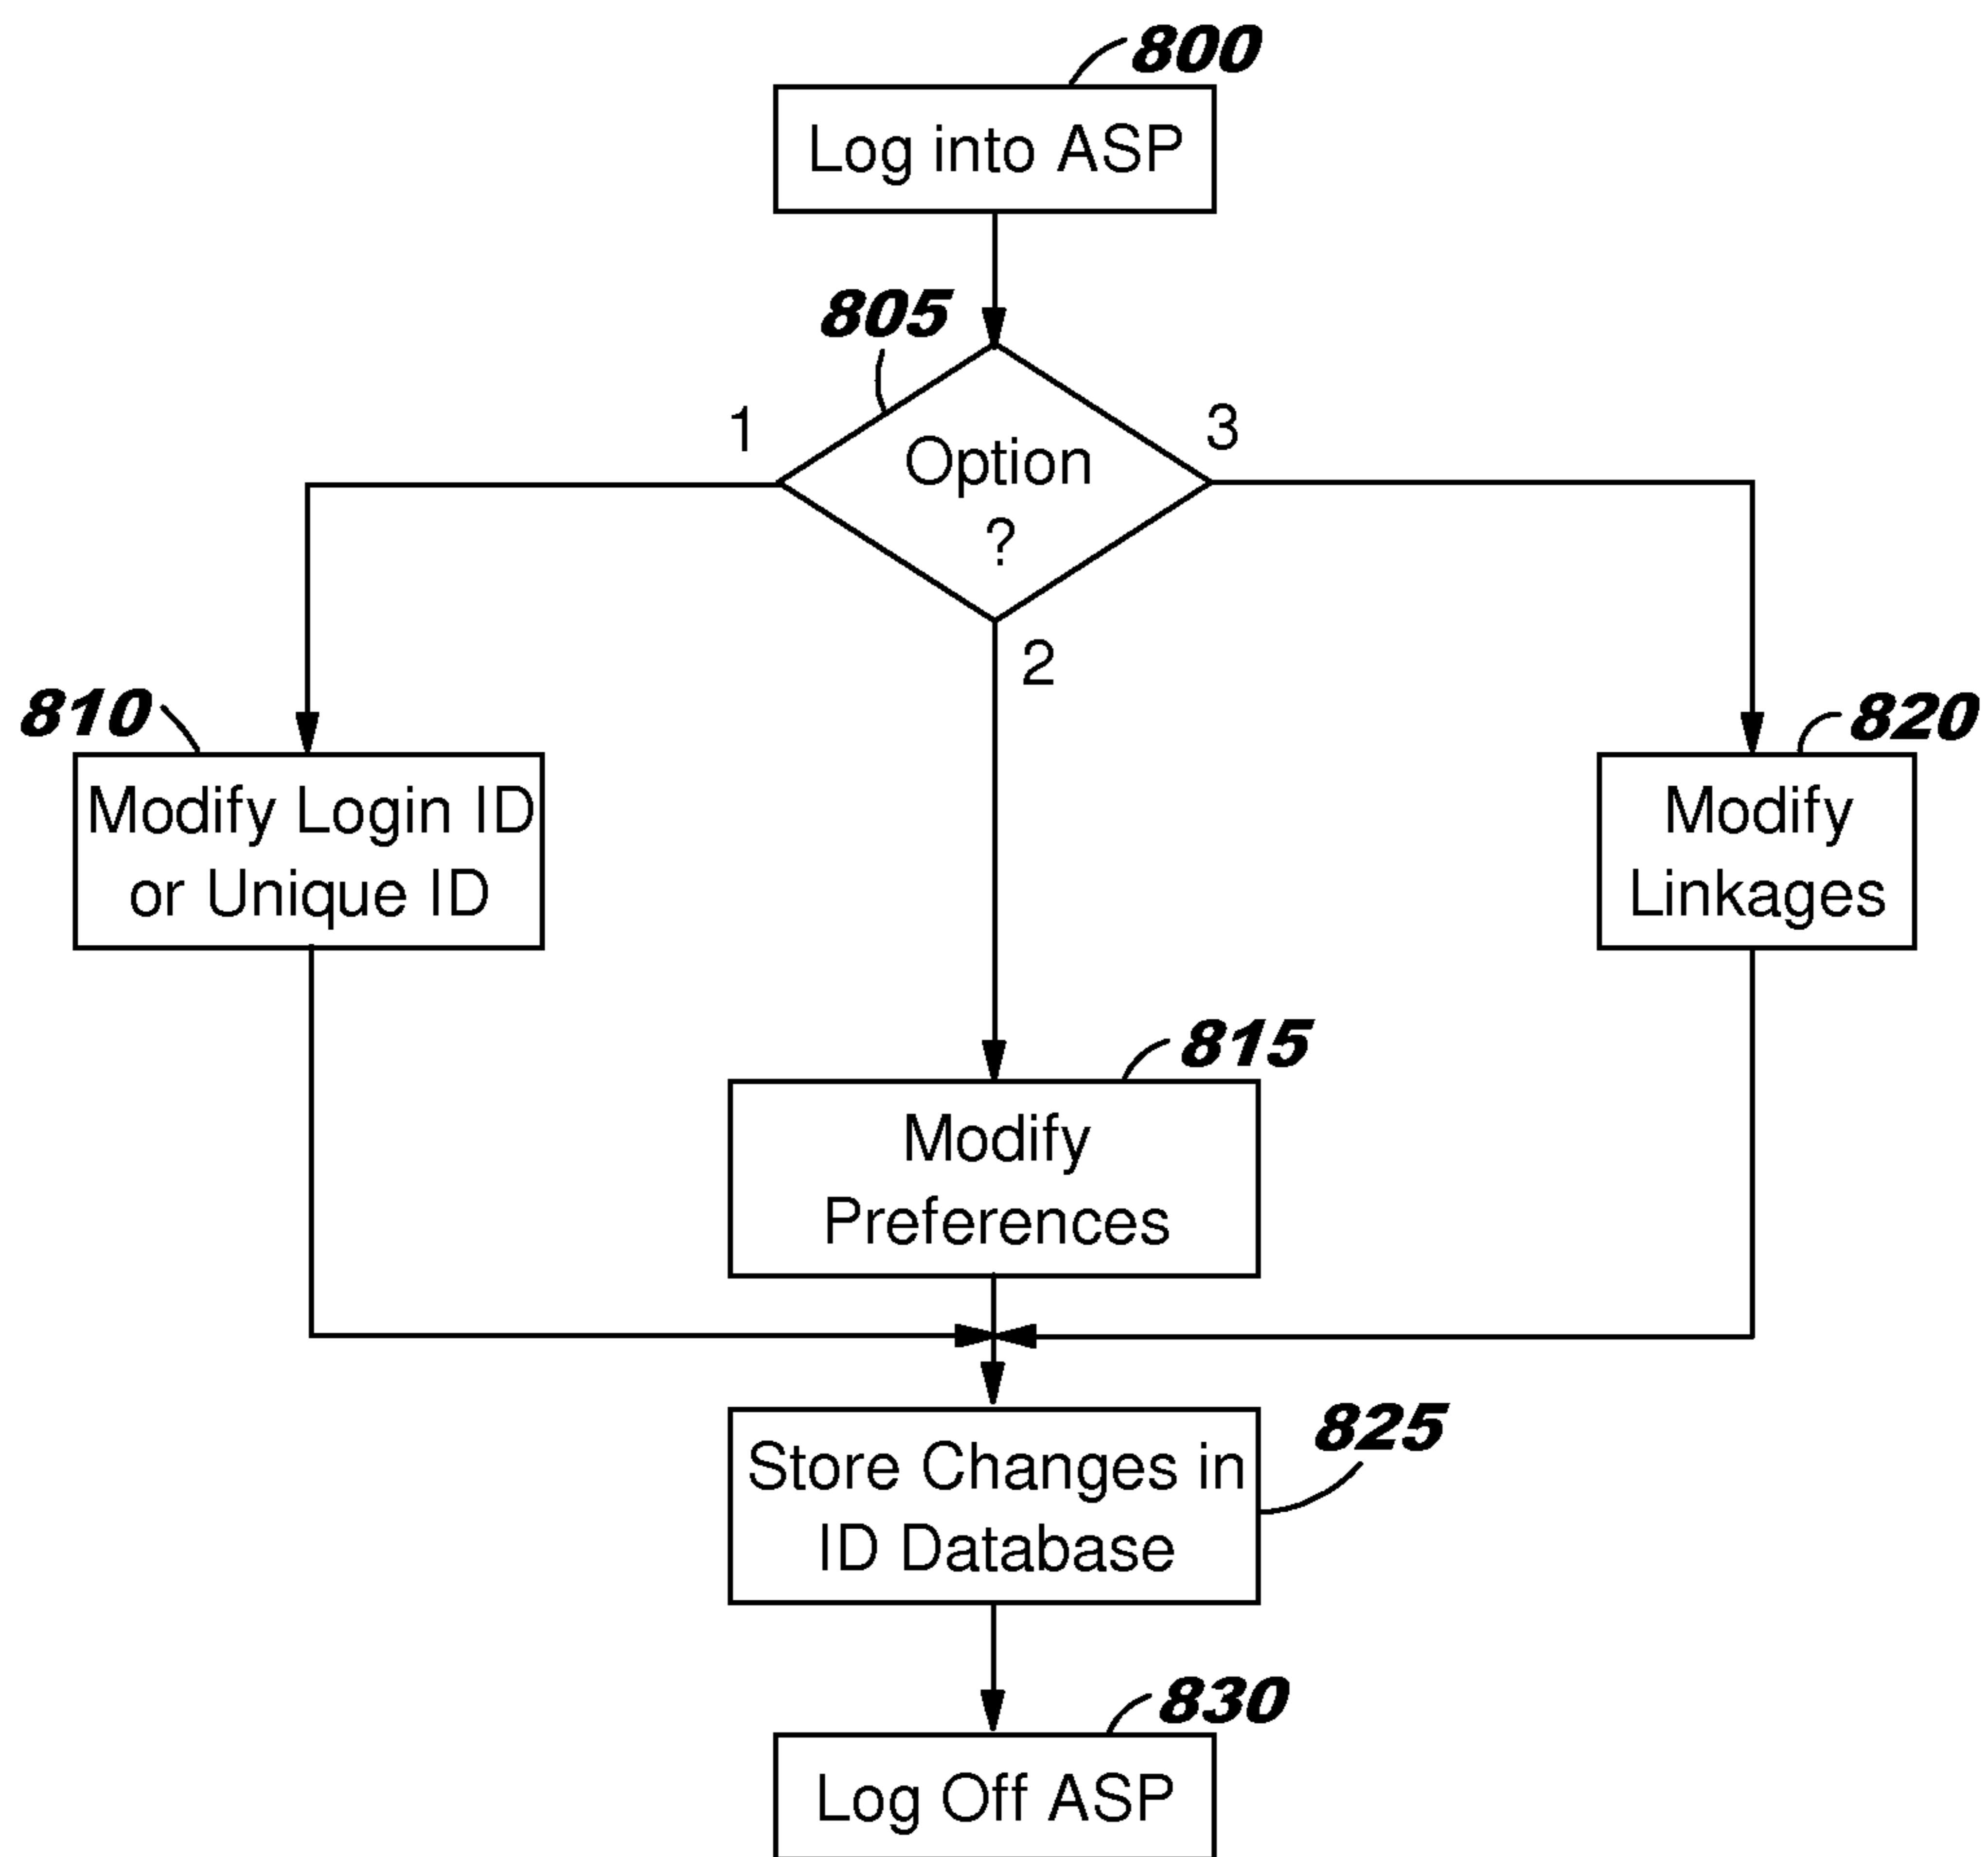 800
Log into ASP
805
1
3
Option
?
2
810
820
Modify Login ID
or Unique ID
Modify
Linkages
815
Modify
Preferences
825
Store Changes in
ID Database
830
Log Off ASP